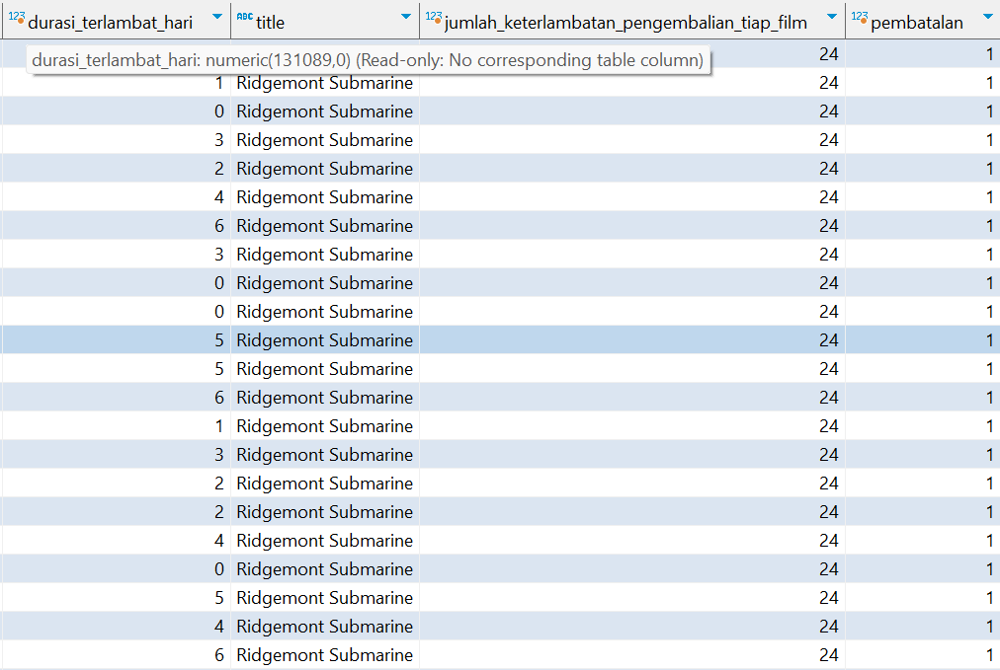 123 durasi_terlambat_hari ABC title 123 jumlah_keterlambatan_pengembalian_tiap_film 123 pembatalan
durasi_terlambat_hari: numeric(131089,0) (Read-only: No corresponding table column) 24 1
1 Ridgemont Submarine 24 1
0 Ridgemont Submarine 24 1
3 Ridgemont Submarine 24 1
2 Ridgemont Submarine 24 1
4 Ridgemont Submarine 24 1
6 Ridgemont Submarine 24 1
3 Ridgemont Submarine 24 1
0 Ridgemont Submarine 24 1
0 Ridgemont Submarine 24 1
5 Ridgemont Submarine 24 1
5 Ridgemont Submarine 24 1
6 Ridgemont Submarine 24 1
1 Ridgemont Submarine 24 1
3 Ridgemont Submarine 24 1
2 Ridgemont Submarine 24 1
2 Ridgemont Submarine 24 1
4 Ridgemont Submarine 24 1
0 Ridgemont Submarine 24 1
5 Ridgemont Submarine 24 1
4 Ridgemont Submarine 24 1
6 Ridgemont Submarine 24 1